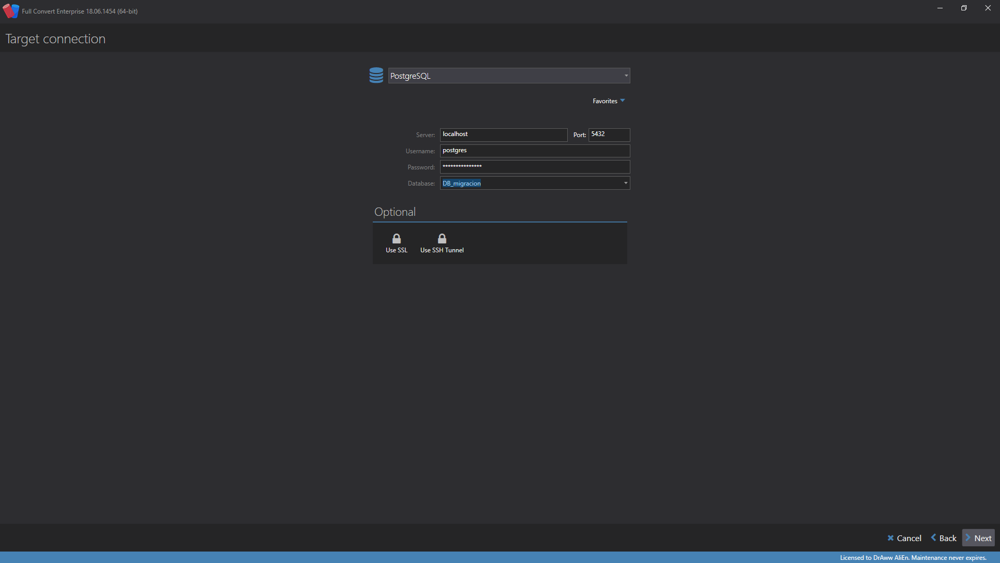 Full Convert Enterprise 18.06.1454 (64-bit)
Target connection
PostgreSQL
Favorites
Server: localhost Port: 5432
Username: postgres
Password: ***************
Database: DB_migracion
Optional
Use SSL Use SSH Tunnel
Cancel Back Next
Licensed to DrAww AliEn. Maintenance never expires.